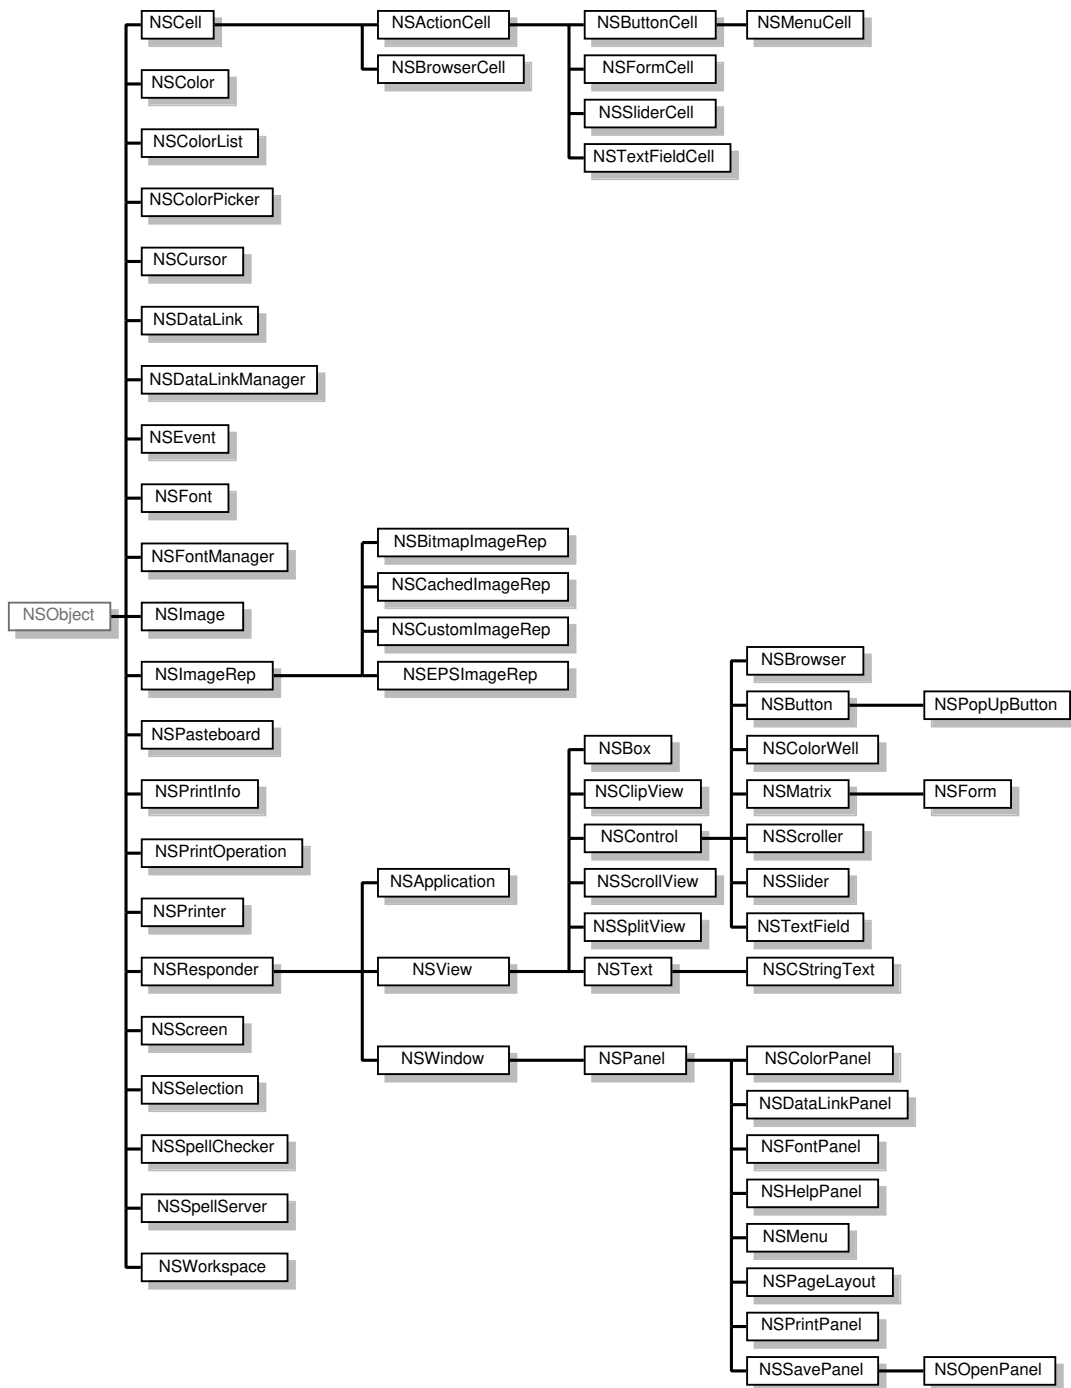 NSCell
NSActionCell
NSButtonCell
NSMenuCell
NSBrowserCell
NSFormCell
NSColor
NSSliderCell
NSColorList
NSTextFieldCell
NSColorPicker
NSCursor
NSDataLink
NSDataLinkManager
NSEvent
NSFont
NSFontManager
NSBitmapImageRep
NSCachedImageRep
NSObject
NSImage
NSCustomImageRep
NSImageRep
NSEPSImageRep
NSBrowser
NSButton
NSPopUpButton
NSPasteboard
NSBox
NSColorWell
NSPrintInfo
NSClipView
NSMatrix
NSForm
NSControl
NSScroller
NSPrintOperation
NSApplication
NSScrollView
NSSlider
NSPrinter
NSSplitView
NSTextField
NSResponder
NSView
NSText
NSCStringText
NSScreen
NSWindow
NSPanel
NSColorPanel
NSSelection
NSDataLinkPanel
NSSpellChecker
NSFontPanel
NSHelpPanel
NSSpellServer
NSMenu
NSWorkspace
NSPageLayout
NSPrintPanel
NSSavePanel
NSOpenPanel